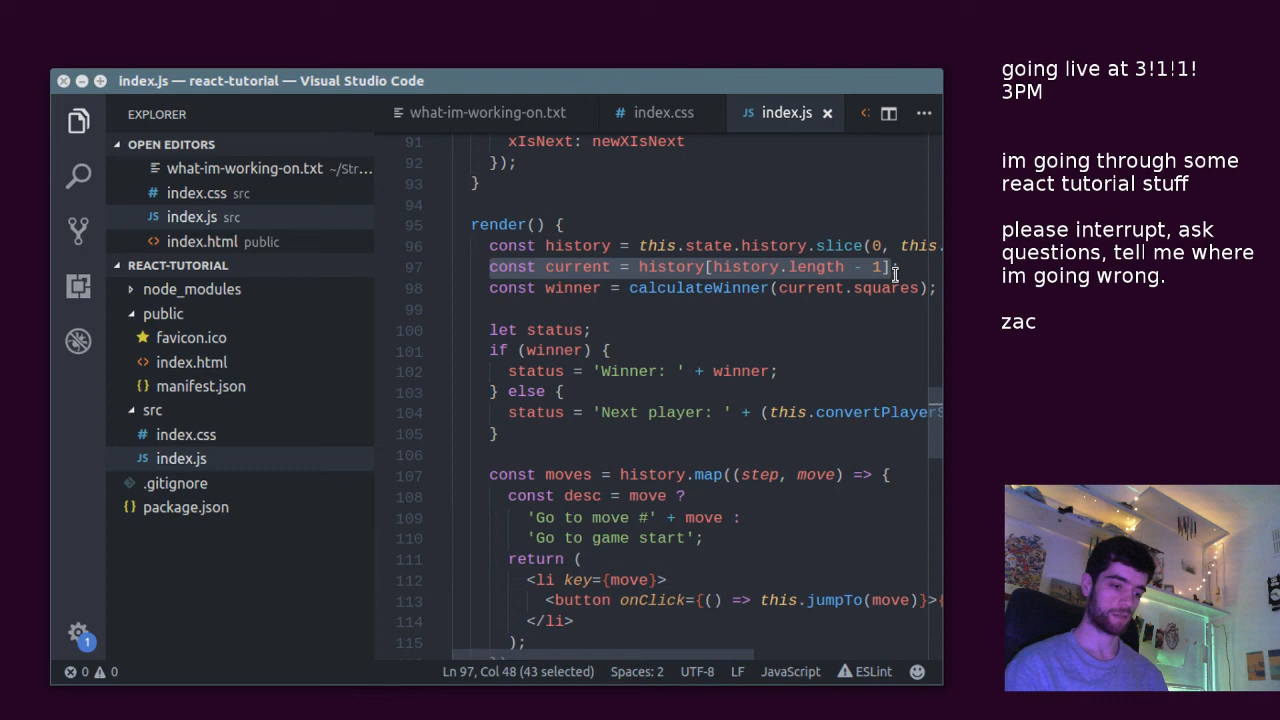 index.js — react-tutorial — Visual Studio Code
EXPLORER
OPEN EDITORS
what-im-working-on.txt ~/Str...
index.css src
index.js src
index.html public
REACT-TUTORIAL
node_modules
public
favicon.ico
index.html
manifest.json
src
index.css
index.js
.gitignore
package.json
1
what-im-working-on.txt
index.css
index.js
91 xIsNext: newXIsNext
92 });
93 }
94
95 render() {
96 const history = this.state.history.slice(0, this.
97 const current = history[history.length - 1];
98 const winner = calculateWinner(current.squares);
99
100 let status;
101 if (winner) {
102 status = 'Winner: ' + winner;
103 } else {
104 status = 'Next player: ' + (this.convertPlayerS
105 }
106
107 const moves = history.map((step, move) => {
108 const desc = move ?
109 'Go to move #' + move :
110 'Go to game start';
111 return (
112 <li key={move}>
113 <button onClick={() => this.jumpTo(move)}>{
114 </li>
115 );
0 0
Ln 97, Col 48 (43 selected)
Spaces: 2
UTF-8
LF
JavaScript
ESLint
going live at 3!1!1!
3PM
im going through some
react tutorial stuff
please interrupt, ask
questions, tell me where
im going wrong.
zac